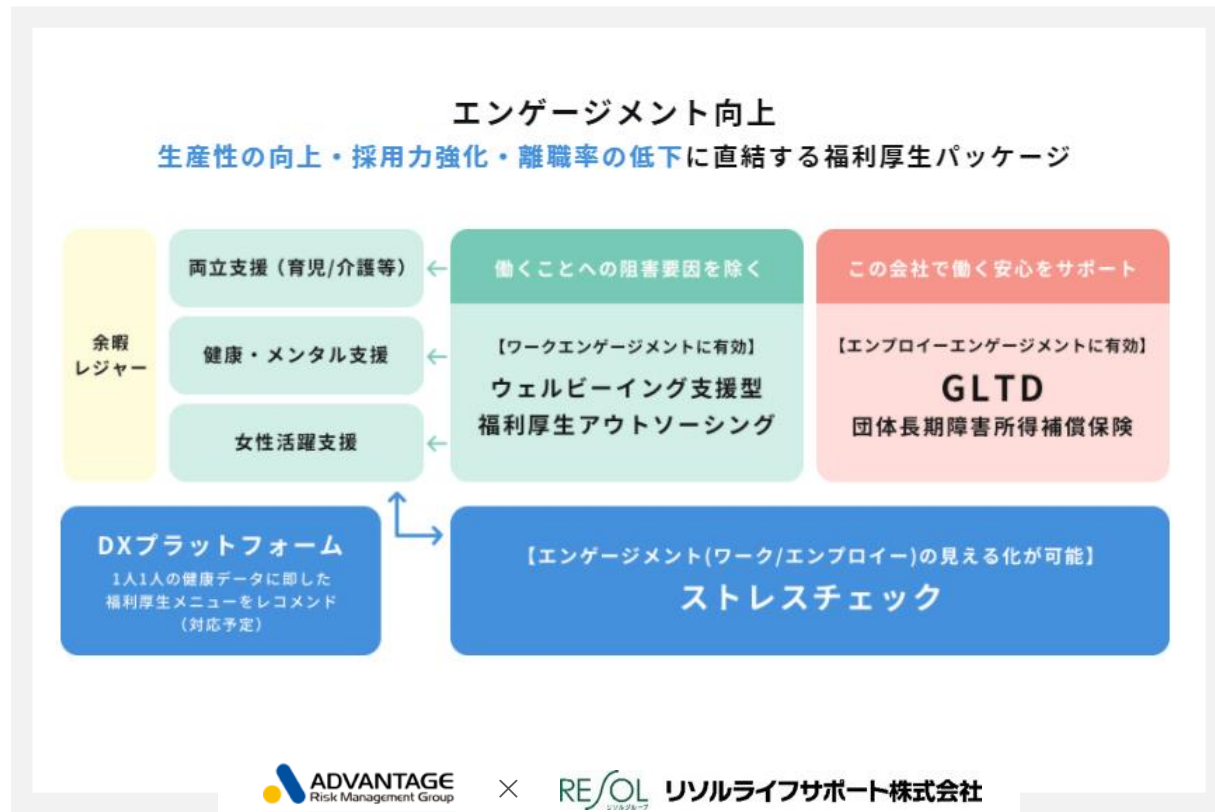 エンゲージメント向上
生産性の向上・採用力強化・離職率の低下に直結する福利厚生パッケージ
余暇
レジャー
両立支援（育児/介護等）
健康・メンタル支援
女性活躍支援
働くことへの阻害要因を除く
【ワークエンゲージメントに有効】
ウェルビーイング支援型
福利厚生アウトソーシング
この会社で働く安心をサポート
【エンプロイーエンゲージメントに有効】
GLTD
団体長期障害所得補償保険
DXプラットフォーム
1人1人の健康データに即した
福利厚生メニューをレコメンド
（対応予定）
【エンゲージメント(ワーク/エンプロイー)の見える化が可能】
ストレスチェック
ADVANTAGE
Risk Management Group
×
RESOL
リソルグループ
リソルライフサポート株式会社